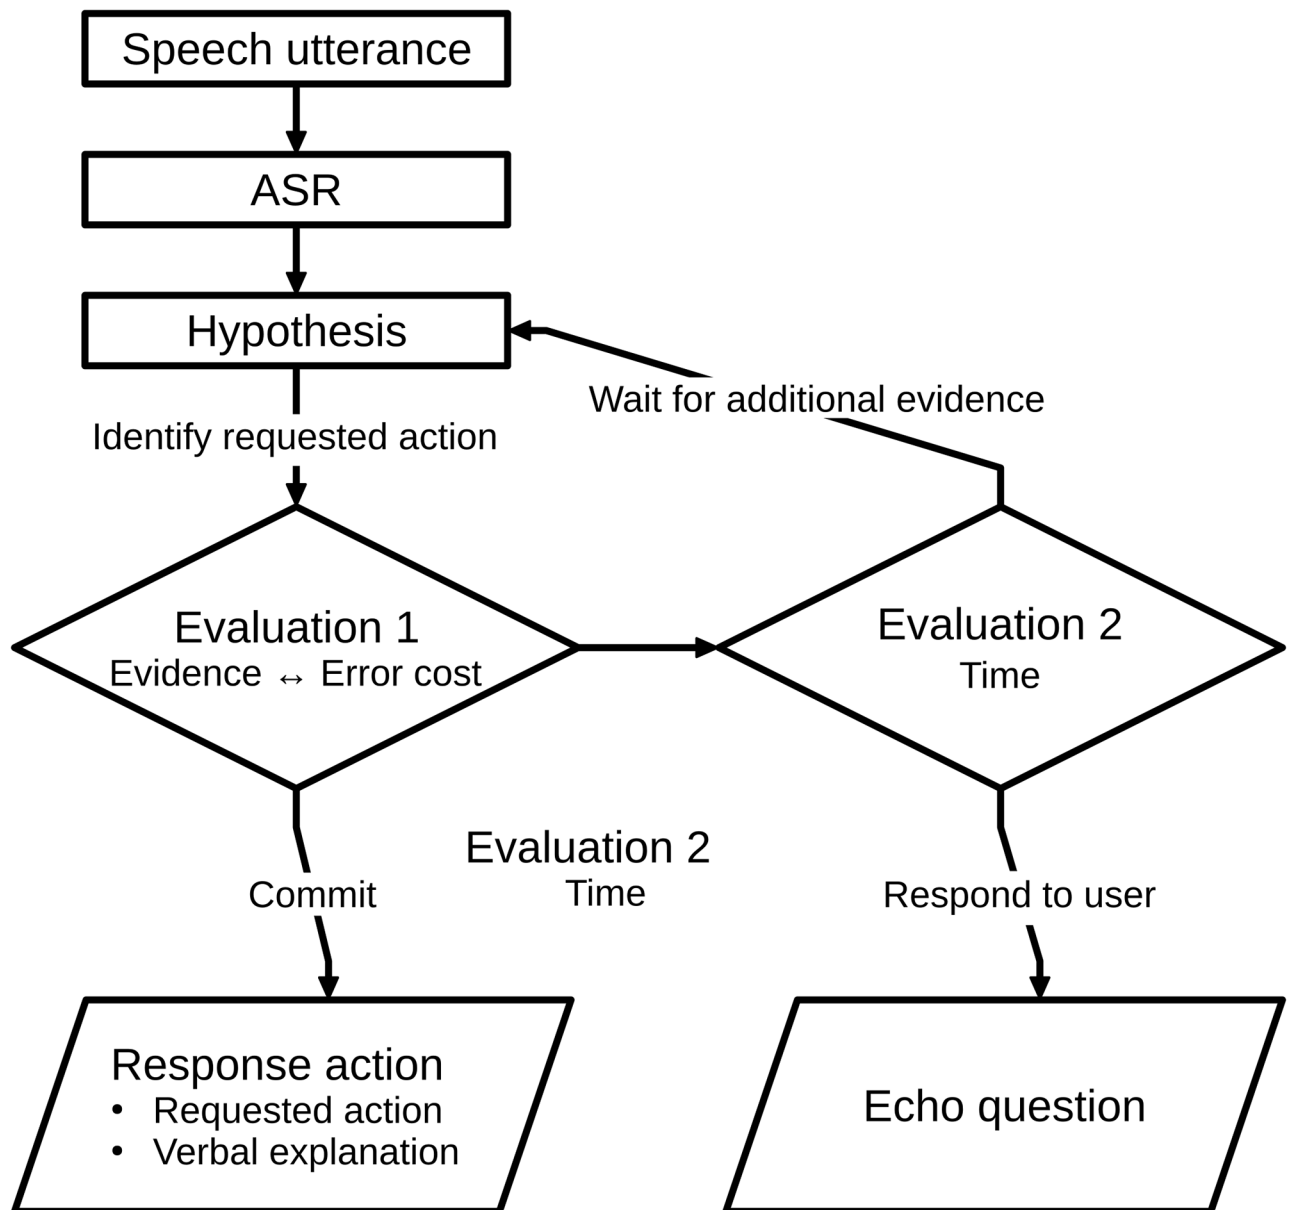 Speech utterance
ASR
Hypothesis
Wait for additional evidence
Identify requested action
Evaluation 1
Evidence ↔ Error cost
Evaluation 2
Time
Evaluation 2
Time
Commit
Respond to user
Response action
• Requested action
• Verbal explanation
Echo question